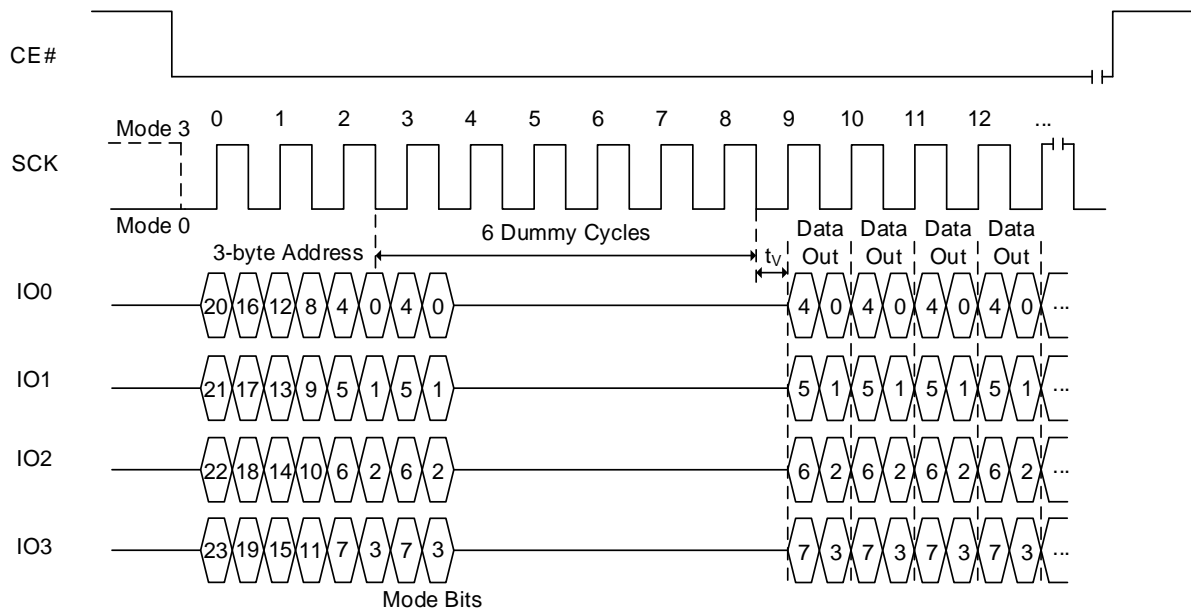 CE#
Mode 3
0 1 2 3 4 5 6 7 8 9 10 11 12 ...
SCK
Mode 0
3-byte Address
6 Dummy Cycles
tV
Data Out
Data Out
Data Out
Data Out
IO0
20 16 12 8 4 0 4 0 4 0 4 0 4 0 4 0 ...
IO1
21 17 13 9 5 1 5 1 5 1 5 1 5 1 5 1 ...
IO2
22 18 14 10 6 2 6 2 6 2 6 2 6 2 6 2 ...
IO3
23 19 15 11 7 3 7 3 7 3 7 3 7 3 7 3 ...
Mode Bits